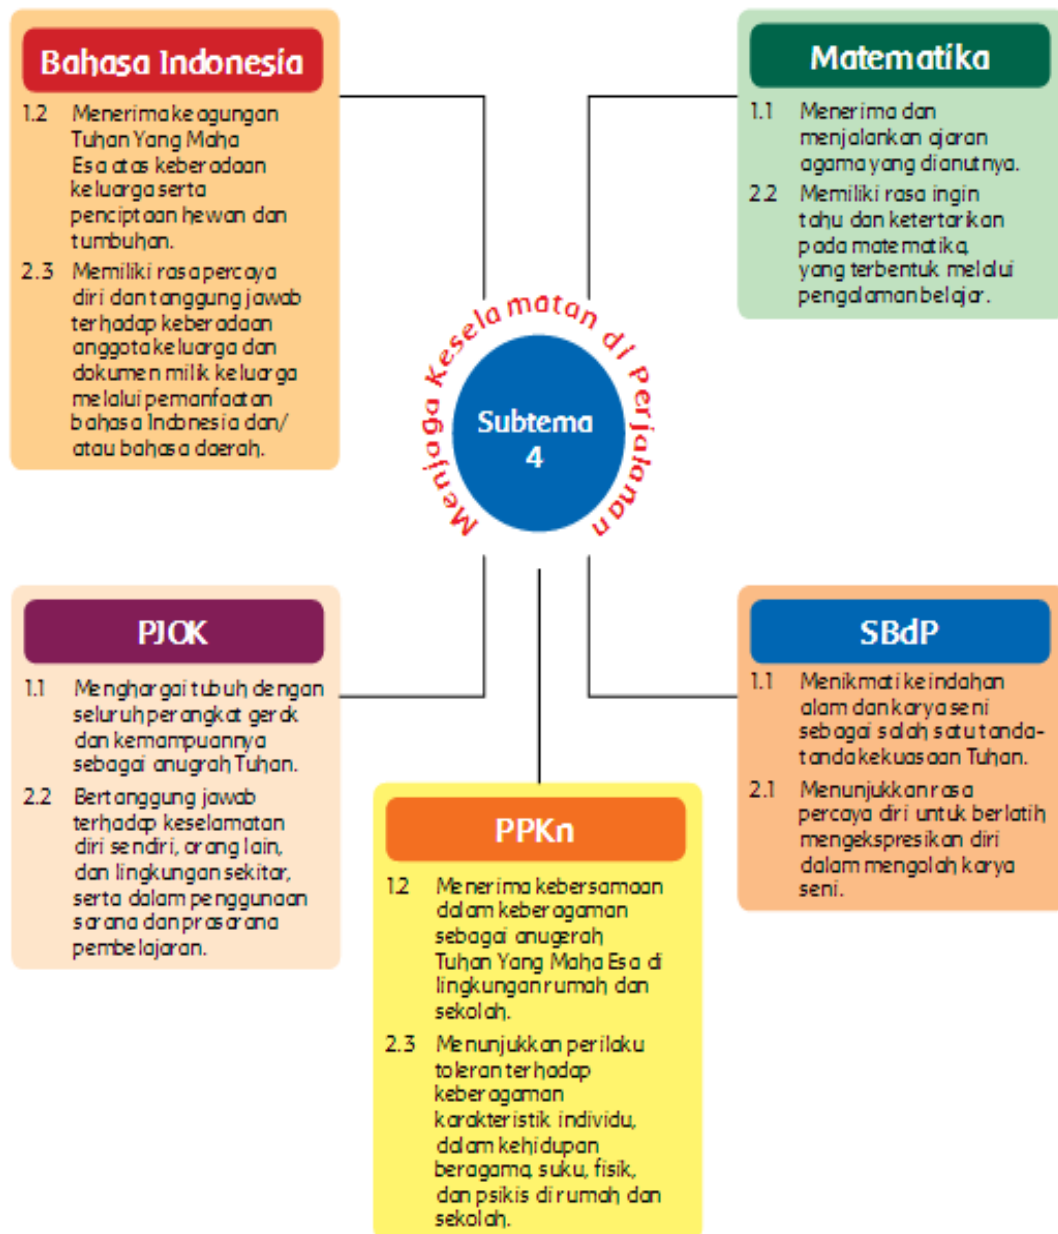 Bahasa Indonesia
1.2 Menerima keagungan
Tuhan Yang Maha
Esa atas keberadaan
keluarga serta
penciptaan hewan dan
tumbuhan.
2.3 Memiliki rasa percaya
diri dan tanggung jawab
terhadap keberadaan
anggota keluarga dan
dokumen milik keluarga
melalui pemanfaatan
bahasa Indonesia dan/
atau bahasa daerah.
Matematika
1.1 Menerima dan
menjalankan ajaran
agama yang dianutnya.
2.2 Memiliki rasa ingin
tahu dan ketertarikan
pada matematika,
yang terbentuk melalui
pengalaman belajar.
Menjaga Keselamatan di Perjalanan
Subtema
4
PJOK
1.1 Menghargai tubuh dengan
seluruh perangkat gerak
dan kemampuannya
sebagai anugrah Tuhan.
2.2 Bertanggung jawab
terhadap keselamatan
diri sendiri, orang lain,
dan lingkungan sekitar,
serta dalam penggunaan
sarana dan prasarana
pembelajaran.
PPKn
1.2 Menerima kebersamaan
dalam keberagaman
sebagai anugerah
Tuhan Yang Maha Esa di
lingkungan rumah dan
sekolah.
2.3 Menunjukkan perilaku
toleran terhadap
keberagaman
karakteristik individu,
dalam kehidupan
beragama, suku, fisik,
dan psikis di rumah dan
sekolah.
SBdP
1.1 Menikmati keindahan
alam dan karya seni
sebagai salah satu tanda-
tanda kekuasaan Tuhan.
2.1 Menunjukkan rasa
percaya diri untuk berlatih
mengekspresikan diri
dalam mengolah karya
seni.